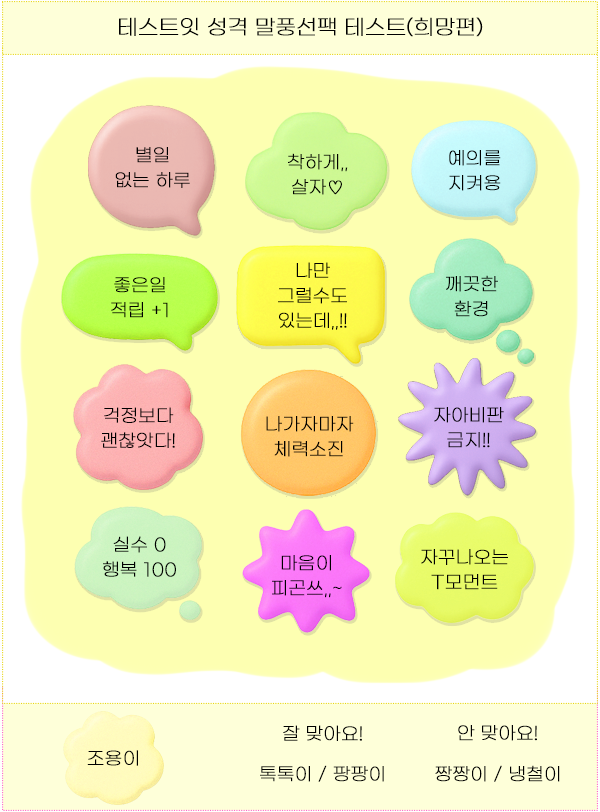 테스트잇 성격 말풍선팩 테스트(희망편)
별일
없는 하루
착하게,,
살자♡
예의를
지켜용
좋은일
적립 +1
나만
그럴수도
있는데,,!!
깨끗한
환경
걱정보다
괜찮앗다!
나가자마자
체력소진
자아비판
금지!!
실수 0
행복 100
마음이
피곤쓰,,~
자꾸나오는
T모먼트
조용이
잘 맞아요!
톡톡이 / 팡팡이
안 맞아요!
짱짱이 / 냉철이